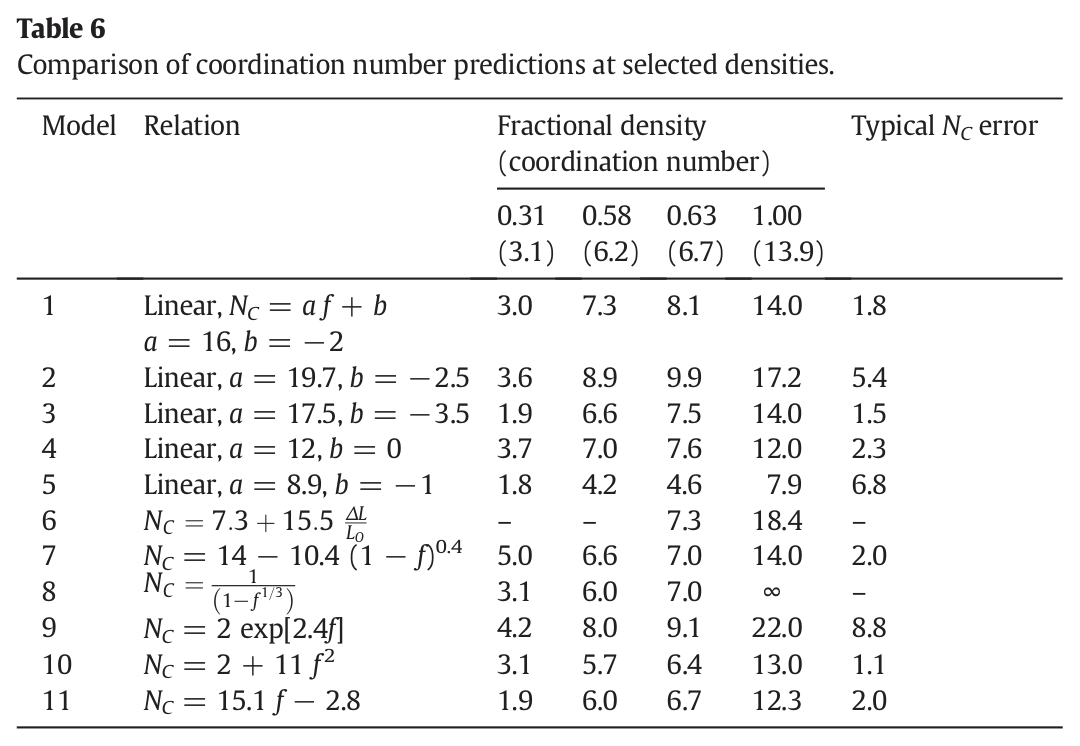 Table 6
Comparison of coordination number predictions at selected densities.
Model Relation Fractional density Typical N_C error
(coordination number)
0.31 0.58 0.63 1.00
(3.1) (6.2) (6.7) (13.9)
1 Linear, N_C = a f + b 3.0 7.3 8.1 14.0 1.8
a = 16, b = −2
2 Linear, a = 19.7, b = −2.5 3.6 8.9 9.9 17.2 5.4
3 Linear, a = 17.5, b = −3.5 1.9 6.6 7.5 14.0 1.5
4 Linear, a = 12, b = 0 3.7 7.0 7.6 12.0 2.3
5 Linear, a = 8.9, b = −1 1.8 4.2 4.6 7.9 6.8
6 N_C = 7.3 + 15.5 ΔL/L_O – – 7.3 18.4 –
7 N_C = 14 − 10.4 (1 − f)^0.4 5.0 6.6 7.0 14.0 2.0
8 N_C = 1/(1−f^1/3) 3.1 6.0 7.0 ∞ –
9 N_C = 2 exp[2.4f] 4.2 8.0 9.1 22.0 8.8
10 N_C = 2 + 11 f^2 3.1 5.7 6.4 13.0 1.1
11 N_C = 15.1 f − 2.8 1.9 6.0 6.7 12.3 2.0